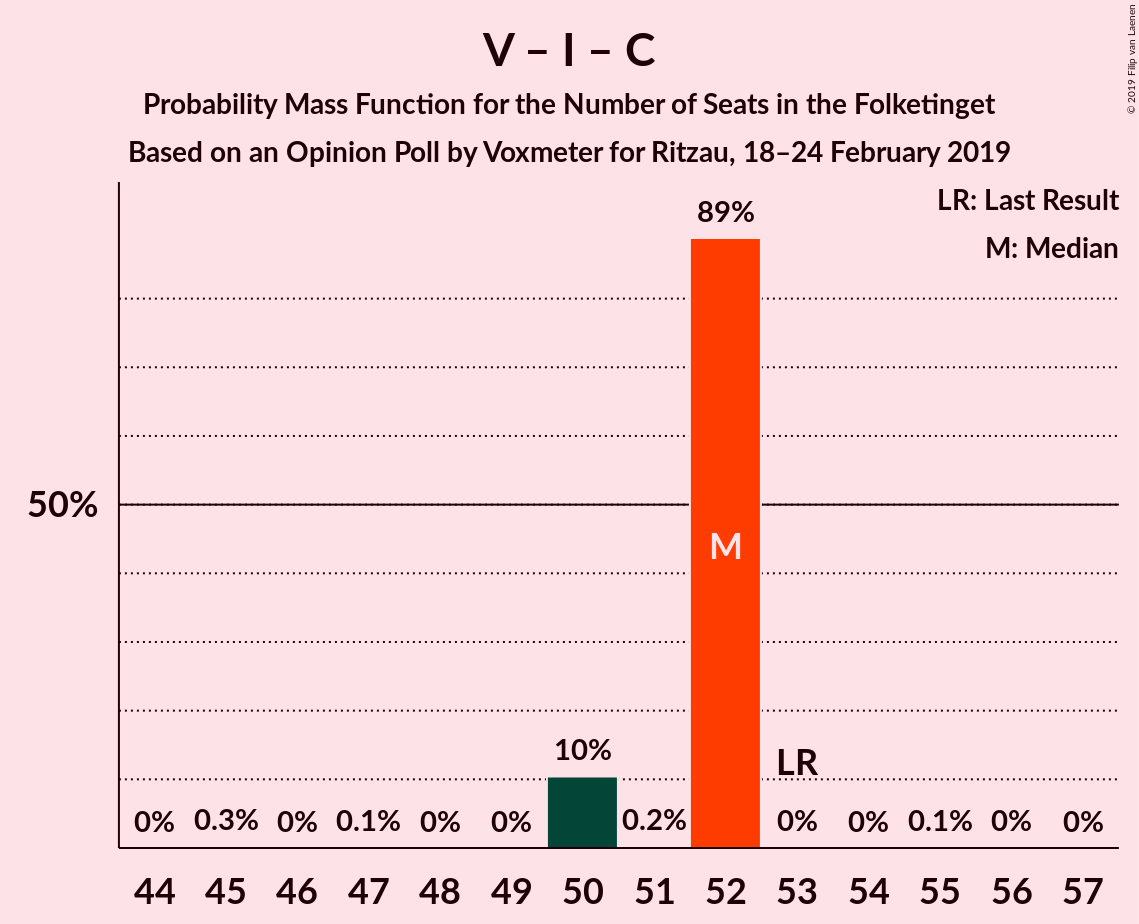 V – I – C
Probability Mass Function for the Number of Seats in the Folketinget
Based on an Opinion Poll by Voxmeter for Ritzau, 18–24 February 2019
© 2019 Filip van Laenen
LR: Last Result
M: Median
89%
50%
M
10%
LR
0% 0.3% 0% 0.1% 0% 0% 0.2% 0% 0% 0.1% 0% 0%
44 45 46 47 48 49 50 51 52 53 54 55 56 57